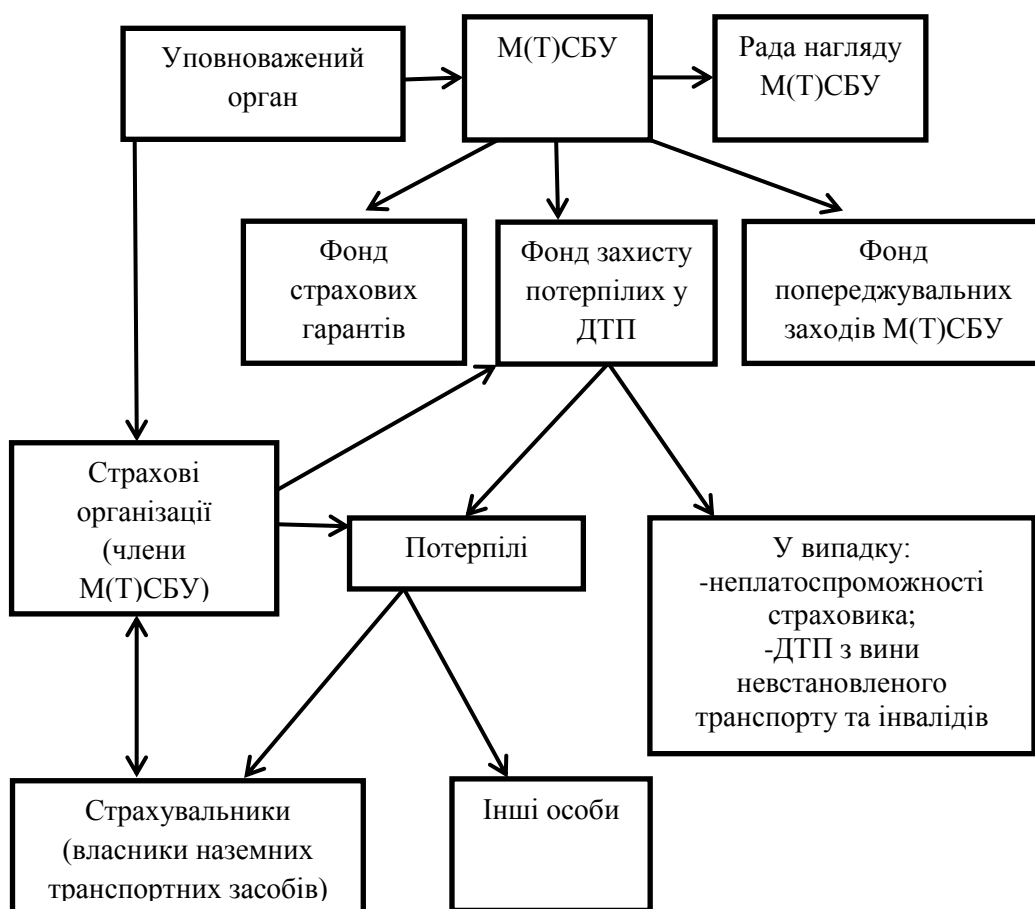 Уповноважений
орган
М(Т)СБУ
Рада нагляду
М(Т)СБУ
Фонд
страхових
гарантів
Фонд захисту
потерпілих у
ДТП
Фонд
попереджувальних
заходів М(Т)СБУ
Страхові
організації
(члени
М(Т)СБУ)
Потерпілі
У випадку:
-неплатоспроможності
страховика;
-ДТП з вини
невстановленого
транспорту та інвалідів
Страхувальники
(власники наземних
транспортних засобів)
Інші особи